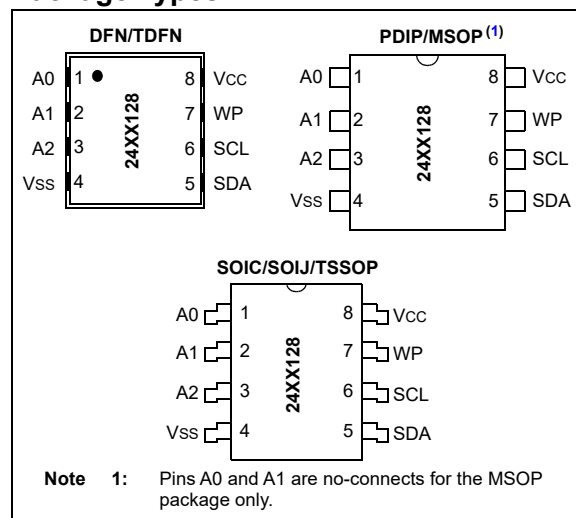 DFN/TDFN
A0 1 8 VCC
A1 2 7 WP
A2 3 6 SCL
VSS 4 5 SDA
24XX128
PDIP/MSOP (1)
A0 1 8 VCC
A1 2 7 WP
A2 3 6 SCL
VSS 4 5 SDA
24XX128
SOIC/SOIJ/TSSOP
A0 1 8 VCC
A1 2 7 WP
A2 3 6 SCL
VSS 4 5 SDA
24XX128
Note 1: Pins A0 and A1 are no-connects for the MSOP
package only.